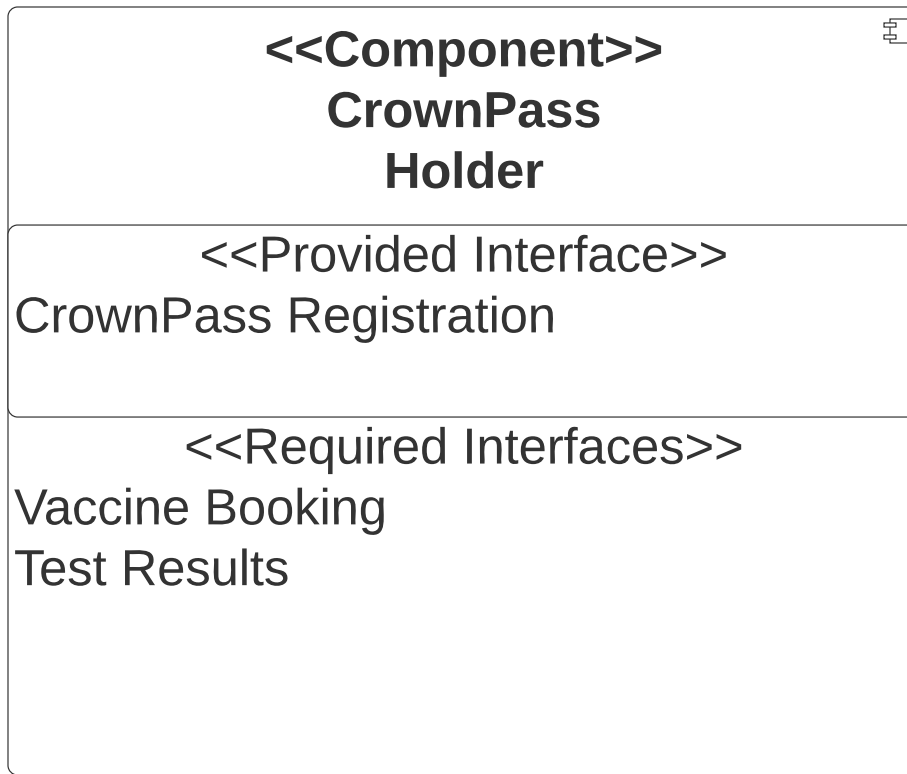 <<Component>>
CrownPass
Holder
<<Provided Interface>>
CrownPass Registration
<<Required Interfaces>>
Vaccine Booking
Test Results